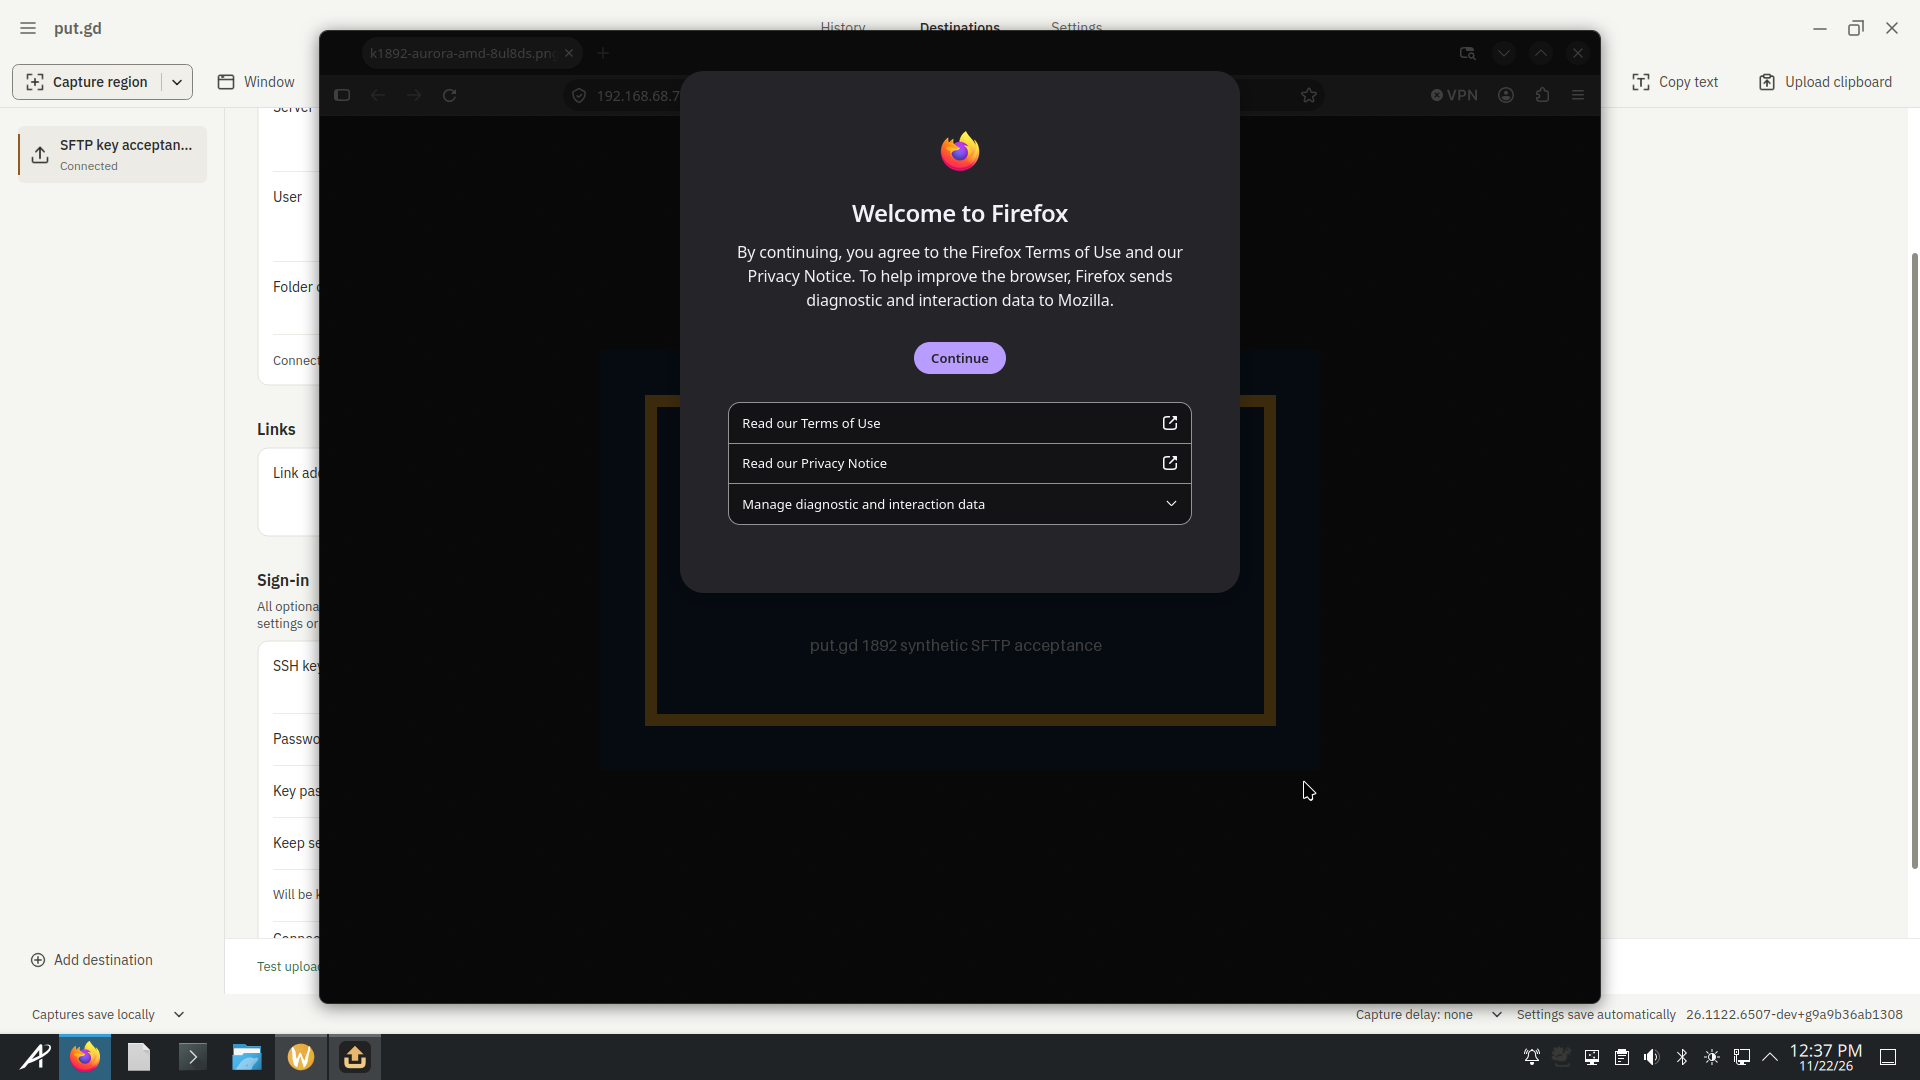 put.gd
History
Destinations
Settings
Capture region
Window
Copy text
Upload clipboard
SFTP key acceptan...
Connected
Server
User
Folder
Connect
Links
Link
Sign-in
All optiona
settings or
SSH key
Passwo
Key pas
Keep se
Will be
Test upload
Add destination
Captures save locally
k1892-aurora-amd-8ul8ds.pn
192.168.68.7
VPN
Welcome to Firefox
By continuing, you agree to the Firefox Terms of Use and our
Privacy Notice. To help improve the browser, Firefox sends
diagnostic and interaction data to Mozilla.
Continue
Read our Terms of Use
Read our Privacy Notice
Manage diagnostic and interaction data
put.gd 1892 synthetic SFTP acceptance
Capture delay: none
Settings save automatically
26.1122.6507-dev+g9a9b36ab1308
12:37 PM
11/22/26